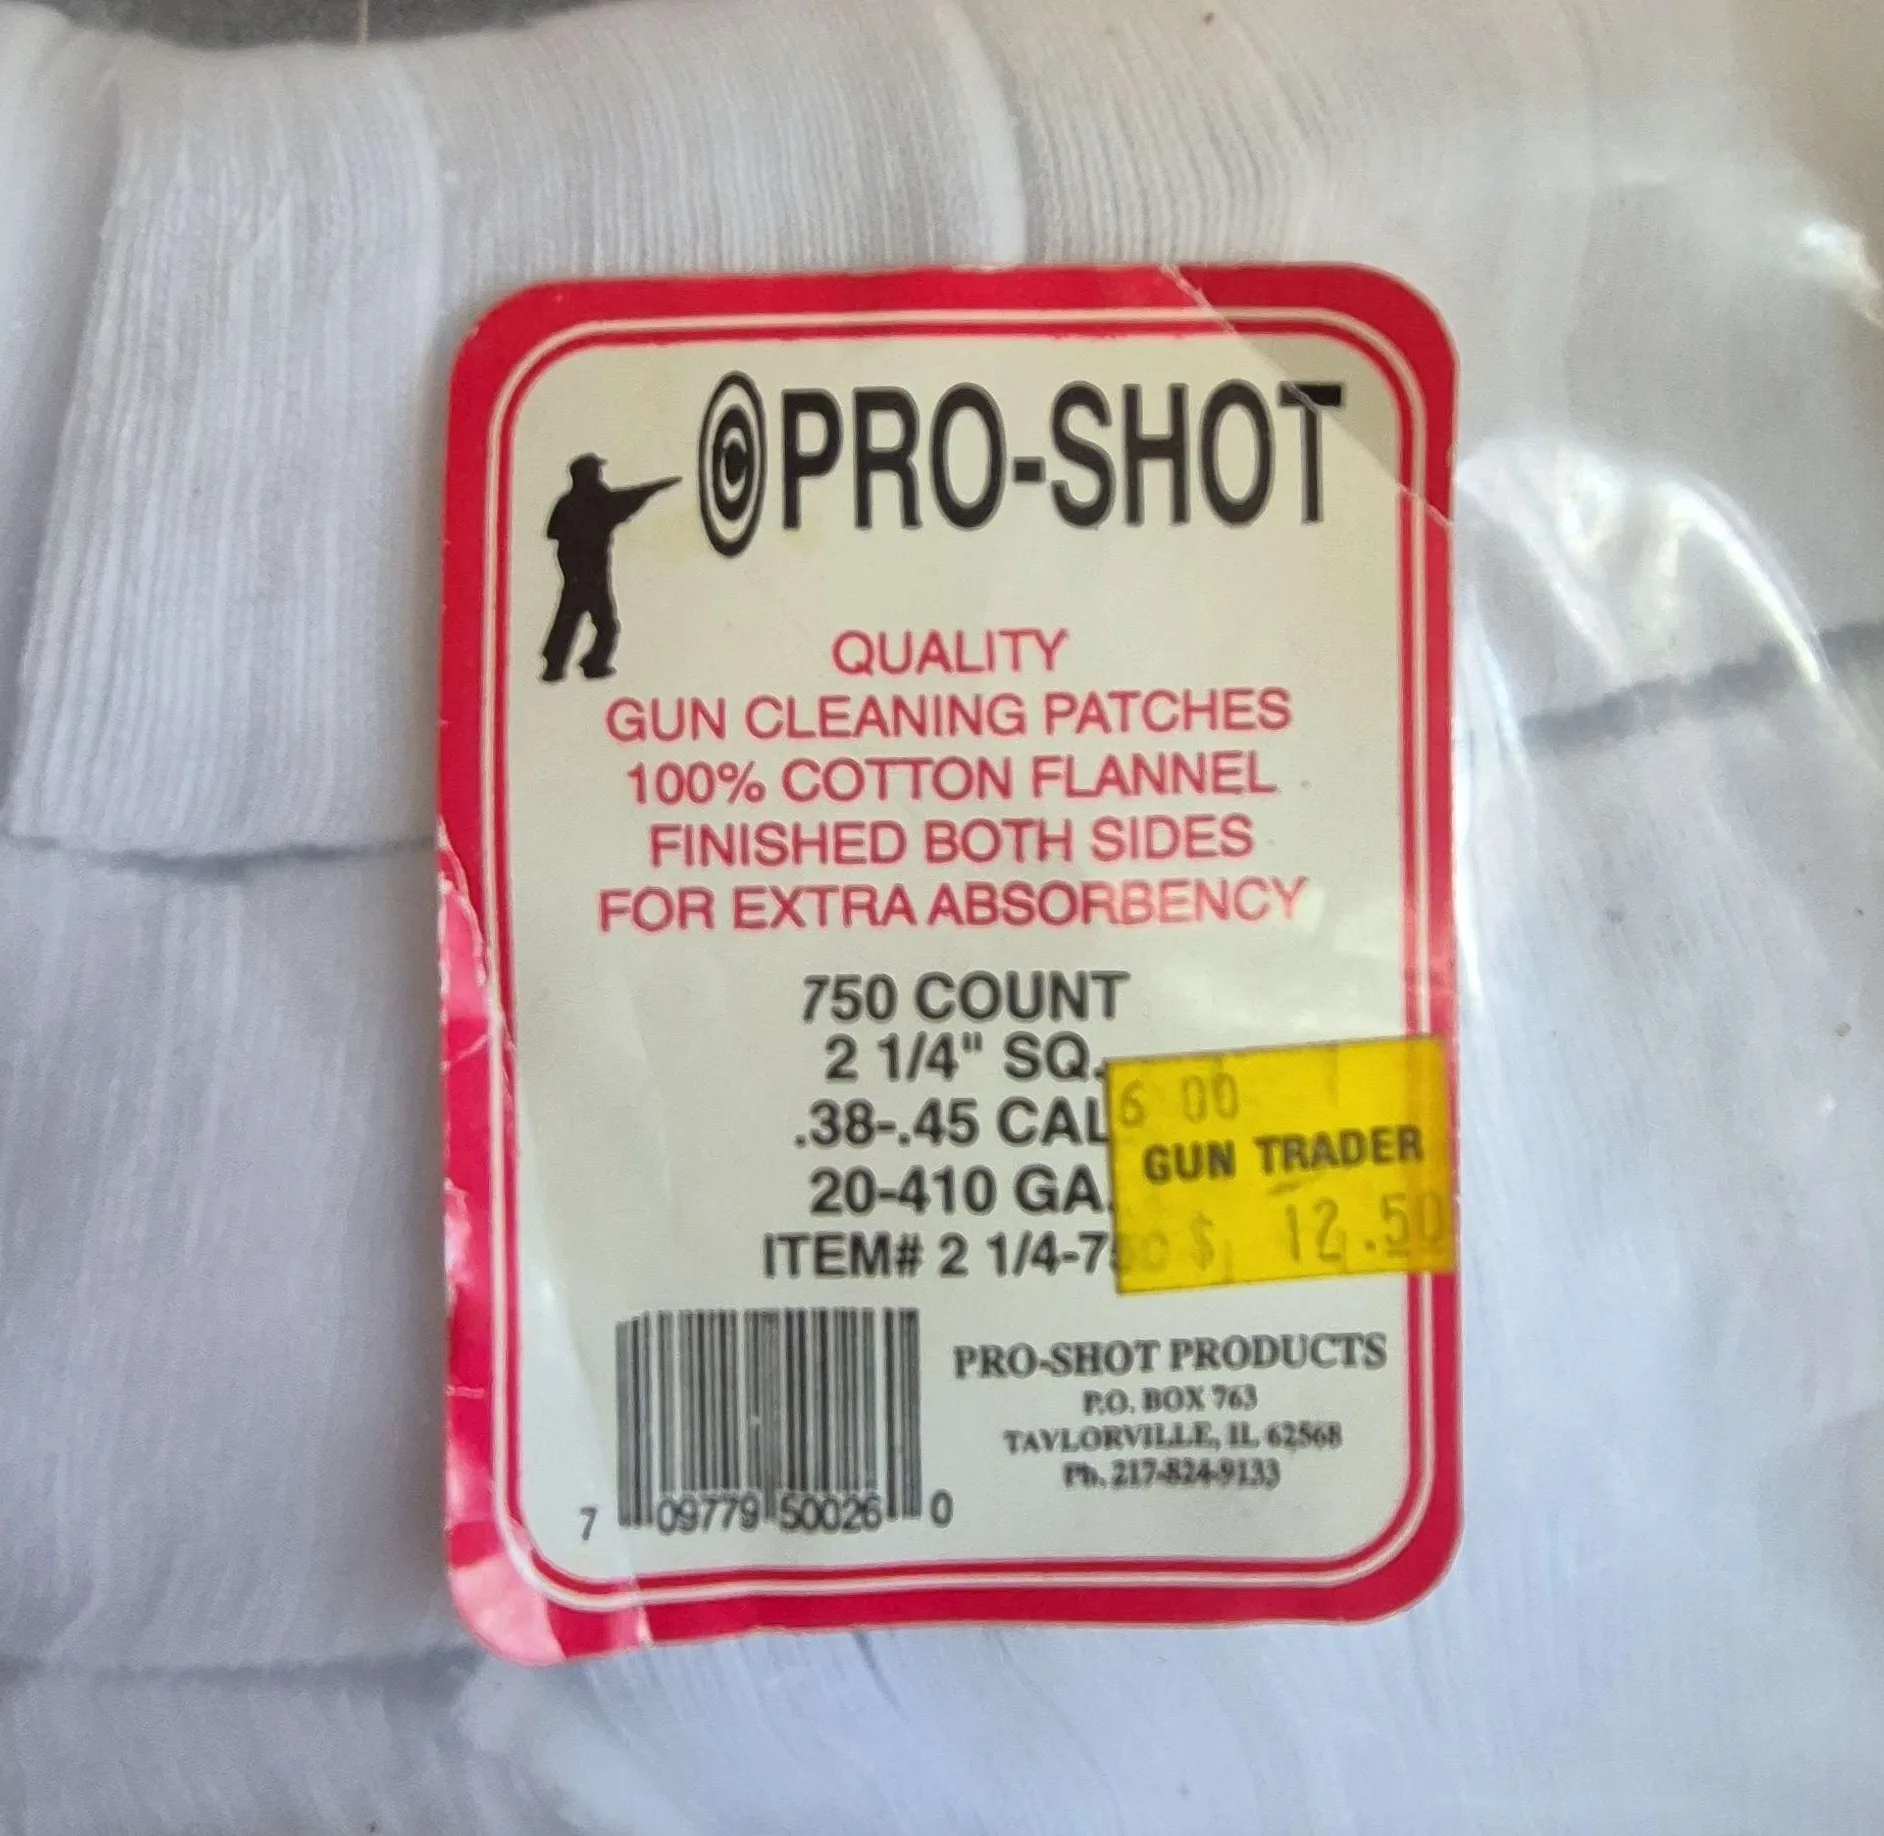 PRO-SHOT
QUALITY
GUN CLEANING PATCHES
100% COTTON FLANNEL
FINISHED BOTH SIDES
FOR EXTRA ABSORBENCY
750 COUNT
2 1/4" SQ.
.38-.45 CAL
20-410 GA.
ITEM# 2 1/4-750
6 00
GUN TRADER
$ 12.50
PRO-SHOT PRODUCTS
P.O. BOX 763
TAYLORVILLE, IL 62568
Ph. 217-824-9133
7 09779 50026 0